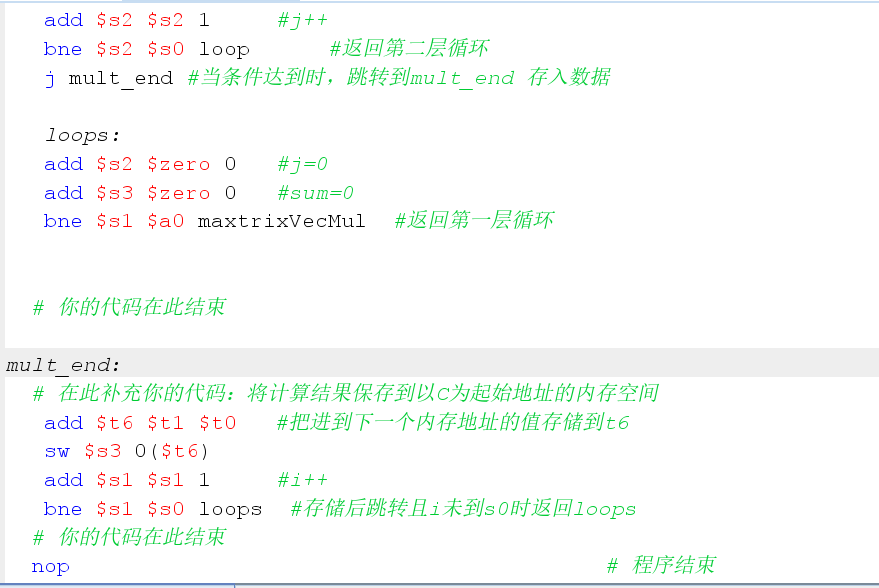 add $s2 $s2 1 #j++
bne $s2 $s0 loop #返回第二层循环
j mult_end #当条件达到时，跳转到mult_end 存入数据
loops:
add $s2 $zero 0 #j=0
add $s3 $zero 0 #sum=0
bne $s1 $a0 maxtrixVecMul #返回第一层循环
# 你的代码在此结束
mult_end:
# 在此补充你的代码：将计算结果保存到以C为起始地址的内存空间
add $t6 $t1 $t0 #把进到下一个内存地址的值存储到t6
sw $s3 0($t6)
add $s1 $s1 1 #i++
bne $s1 $s0 loops #存储后跳转且i未到s0时返回loops
# 你的代码在此结束
nop # 程序结束